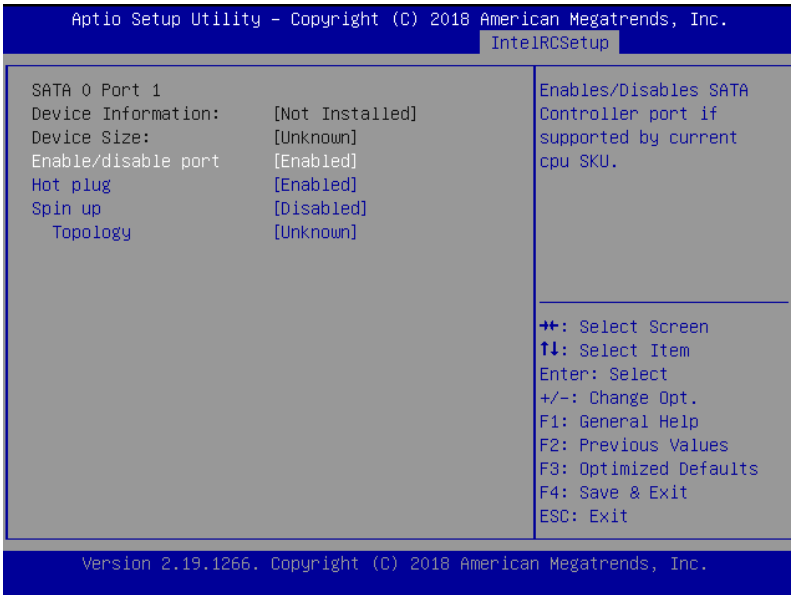 Aptio Setup Utility – Copyright (C) 2018 American Megatrends, Inc.
IntelRCSetup
SATA 0 Port 1
Device Information: [Not Installed]
Device Size: [Unknown]
Enable/disable port [Enabled]
Hot plug [Enabled]
Spin up [Disabled]
Topology [Unknown]
Enables/Disables SATA
Controller port if
supported by current
cpu SKU.
→←: Select Screen
↑↓: Select Item
Enter: Select
+/-: Change Opt.
F1: General Help
F2: Previous Values
F3: Optimized Defaults
F4: Save & Exit
ESC: Exit
Version 2.19.1266. Copyright (C) 2018 American Megatrends, Inc.